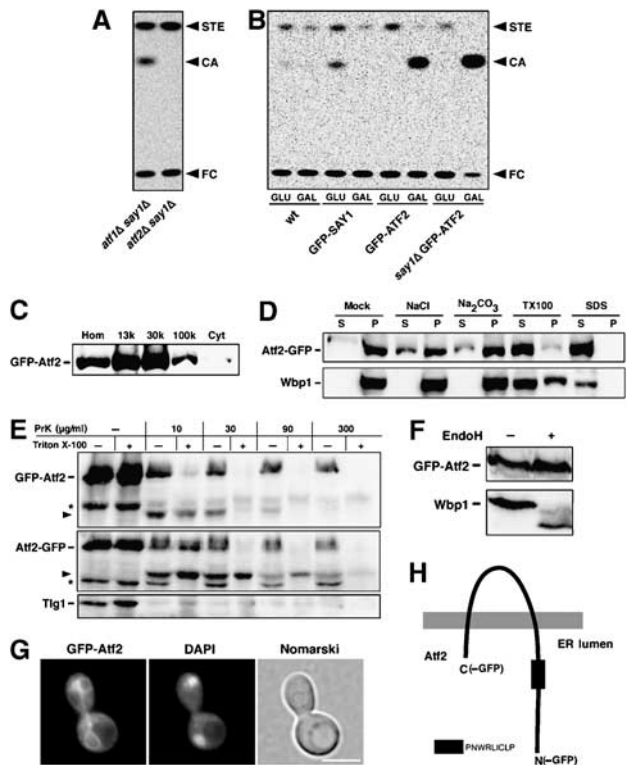 A
B
STE
CA
FC
STE
CA
FC
atf1Δ say1Δ
atf2Δ say1Δ
GLU GAL GLU GAL GLU GAL GLU GAL
wt
GFP-SAY1
GFP-ATF2
say1Δ GFP-ATF2
C
Hom 13k 30k 100k Cyt
GFP-Atf2
D
Mock NaCl Na2CO3 TX100 SDS
S P S P S P S P S P
Atf2-GFP
Wbp1
E
PrK (µg/ml) – 10 30 90 300
Triton X-100 – + – + – + – + – +
GFP-Atf2
*
Atf2-GFP
*
Tlg1
F
EndoH – +
GFP-Atf2
Wbp1
G
GFP-Atf2 DAPI Nomarski
H
Atf2
ER lumen
C(–GFP)
PNWRLICLP
N(–GFP)